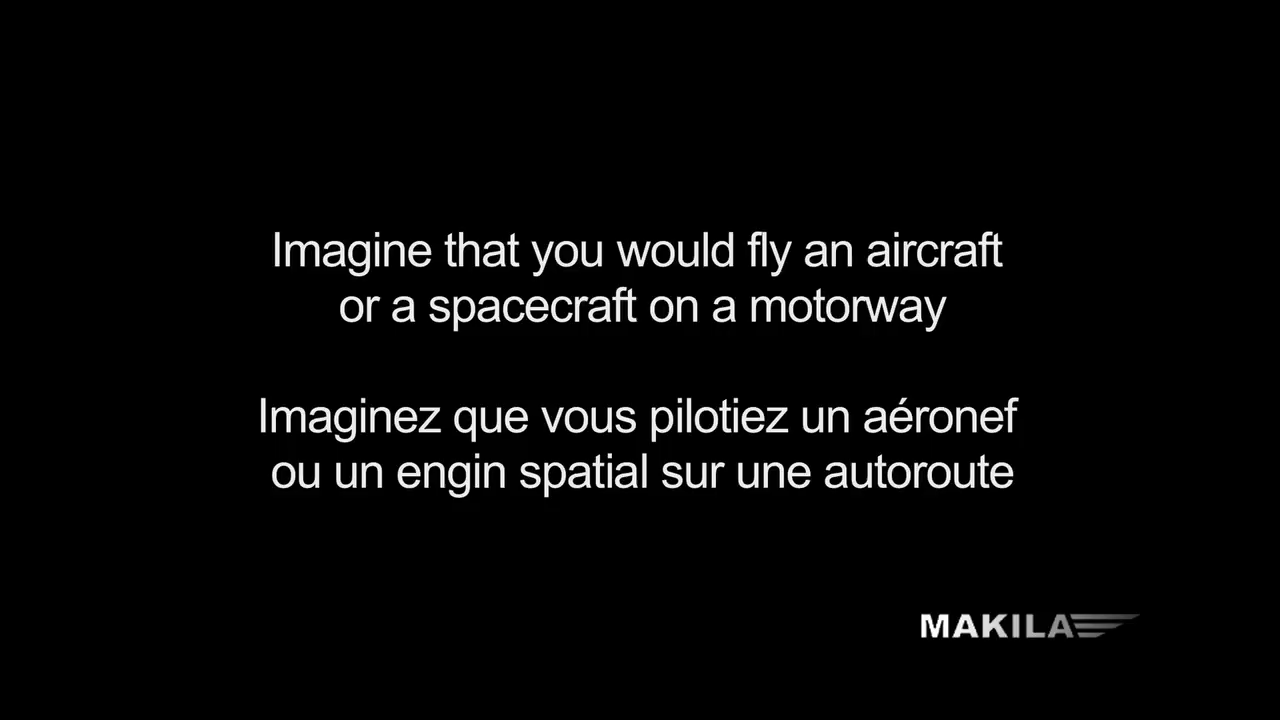 Imagine that you would fly an aircraft
or a spacecraft on a motorway
Imaginez que vous pilotiez un aéronef
ou un engin spatial sur une autoroute
MAKILA